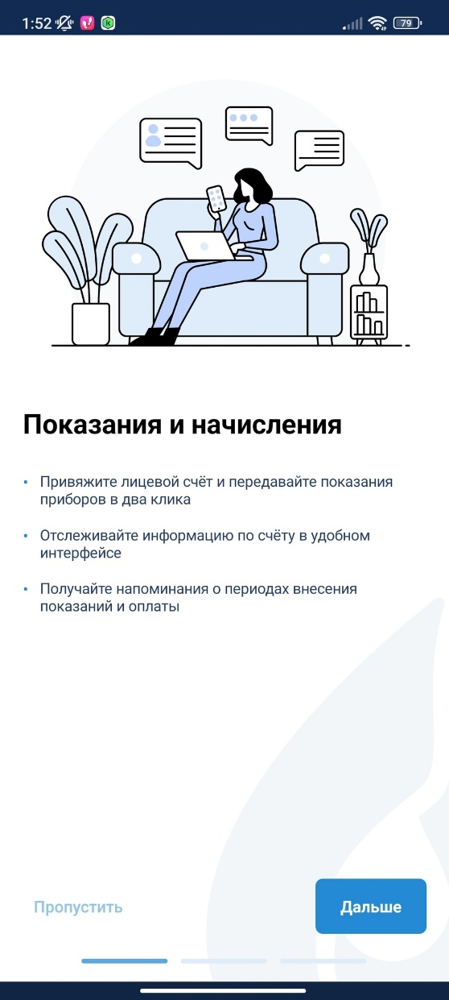 1:52
79
Показания и начисления
• Привяжите лицевой счёт и передавайте показания
приборов в два клика
• Отслеживайте информацию по счёту в удобном
интерфейсе
• Получайте напоминания о периодах внесения
показаний и оплаты
Пропустить
Дальше